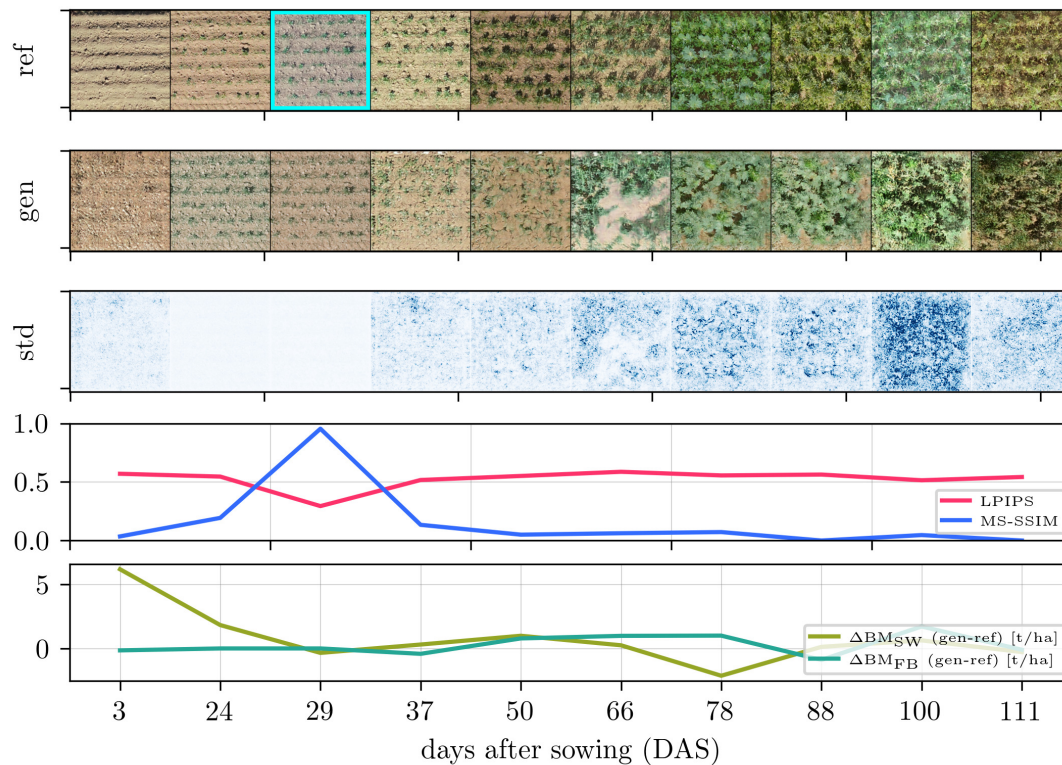 ref
gen
std
1.0
0.5
0.0
LPIPS
MS-SSIM
5
0
ΔBM_SW (gen-ref) [t/ha]
ΔBM_FB (gen-ref) [t/ha]
3 24 29 37 50 66 78 88 100 111
days after sowing (DAS)